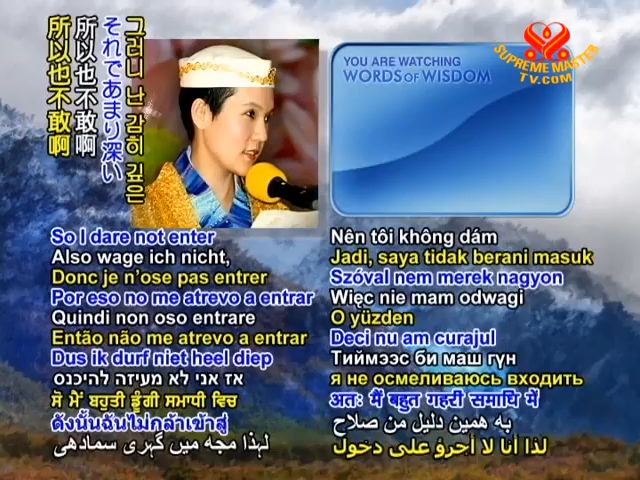 所以也不敢啊
所以也不敢啊
それであまり深い
그러니 난 감히 깊은
YOU ARE WATCHING
WORDS OF WISDOM
SUPREME MASTER
TV.COM
So I dare not enter
Also wage ich nicht,
Donc je n'ose pas entrer
Por eso no me atrevo a entrar
Quindi non oso entrare
Então não me atrevo a entrar
Dus ik durf niet heel diep
אז אני לא מעיזה להיכנס
ਸੋ ਮੈਂ ਬਹੁਤੀ ਡੂੰਗੀ ਸਮਾਧੀ ਵਿਚ
ดังนั้นฉันไม่กล้าเข้าสู่
لہذا مجھ میں گہری سمادھی
Nên tôi không dám
Jadi, saya tidak berani masuk
Szóval nem merek nagyon
Więc nie mam odwagi
O yüzden
Deci nu am curajul
Тиймээс би маш гүн
я не осмеливаюсь входить
अतः मैं बहुत गहरी समाधि में
به همین دلیل من صلاح
لذا أنا لا أجرؤ على دخول